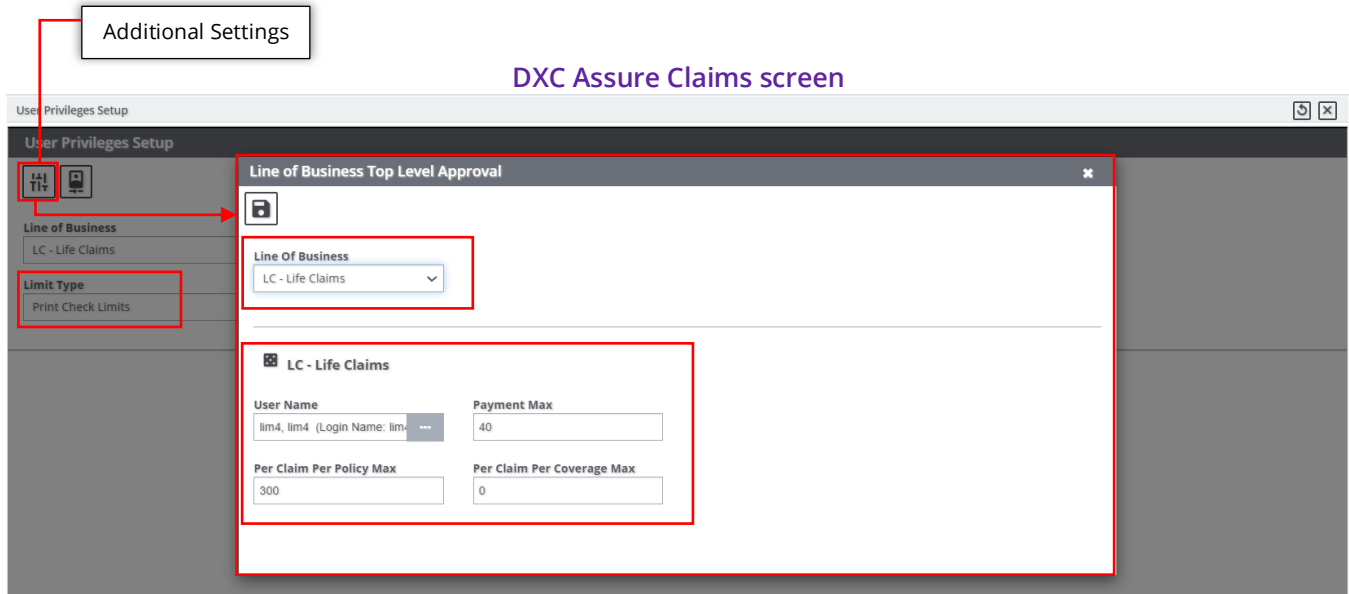 Additional Settings
DXC Assure Claims screen
User Privileges Setup
User Privileges Setup
Line of Business
LC - Life Claims
Limit Type
Print Check Limits
Line of Business Top Level Approval
Line Of Business
LC - Life Claims
LC - Life Claims
User Name
Payment Max
lim4, lim4 (Login Name: lim4
40
Per Claim Per Policy Max
Per Claim Per Coverage Max
300
0